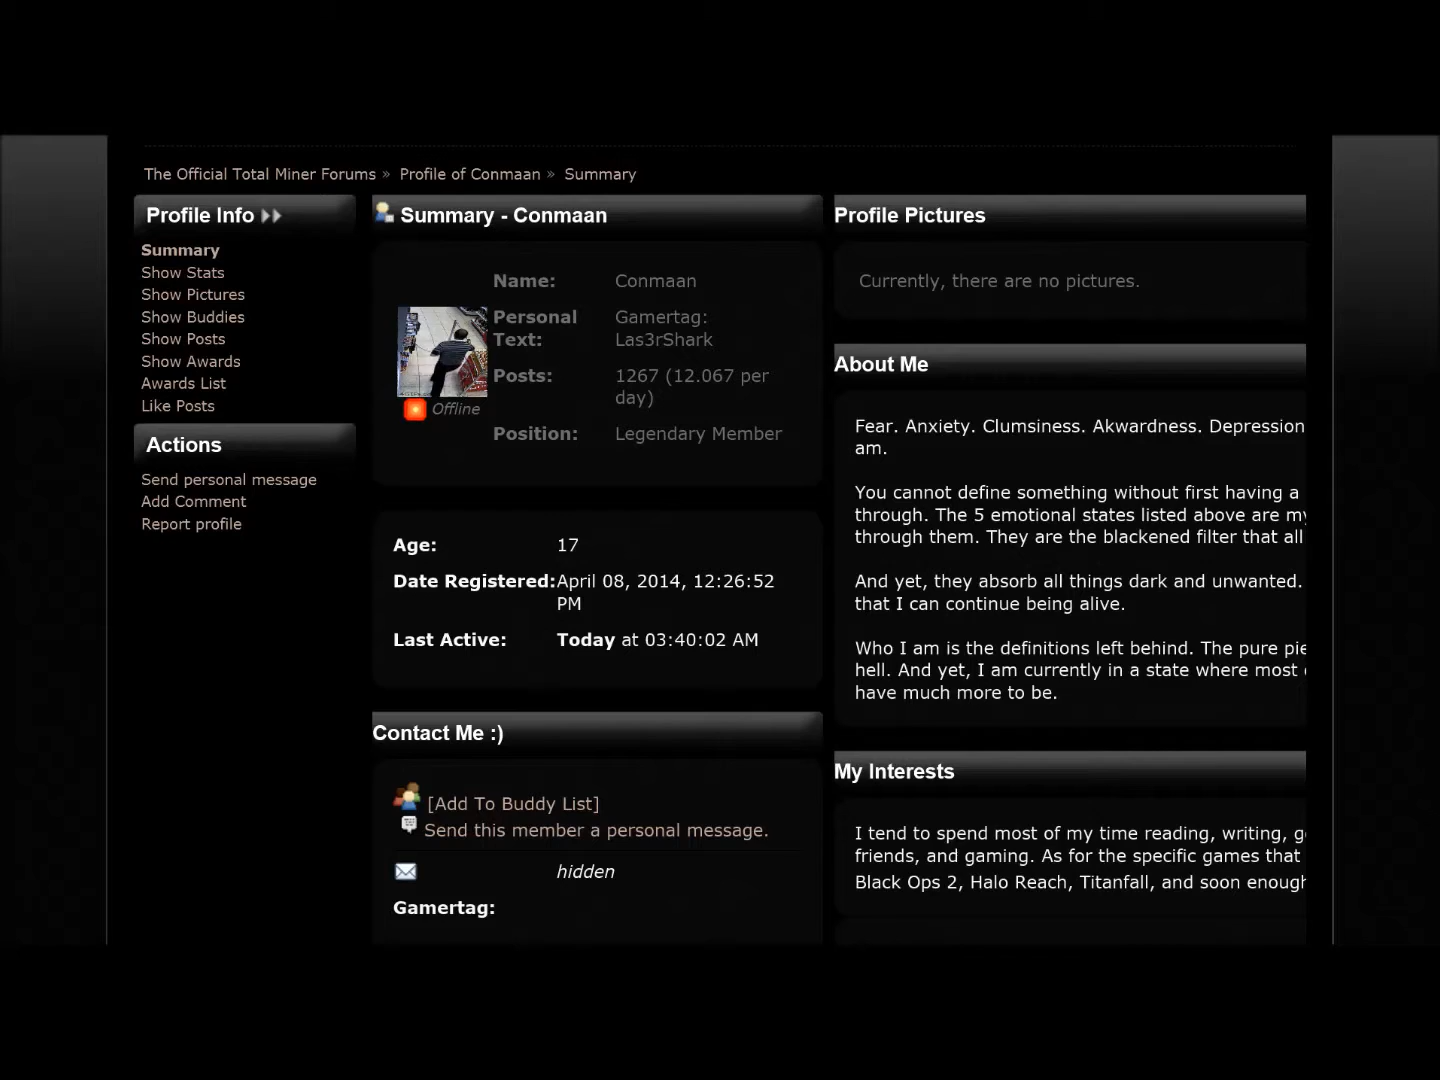 The Official Total Miner Forums » Profile of Conmaan » Summary
Profile Info
Summary
Show Stats
Show Pictures
Show Buddies
Show Posts
Show Awards
Awards List
Like Posts
Actions
Send personal message
Add Comment
Report profile
Summary - Conmaan
Name: Conmaan
Personal Text: Gamertag:
Las3rShark
Posts: 1267 (12.067 per
day)
Offline
Position: Legendary Member
Age: 17
Date Registered: April 08, 2014, 12:26:52
PM
Last Active: Today at 03:40:02 AM
Contact Me :)
[Add To Buddy List]
Send this member a personal message.
hidden
Gamertag:
Profile Pictures
Currently, there are no pictures.
About Me
Fear. Anxiety. Clumsiness. Akwardness. Depression
am.
You cannot define something without first having a
through. The 5 emotional states listed above are my
through them. They are the blackened filter that all
And yet, they absorb all things dark and unwanted.
that I can continue being alive.
Who I am is the definitions left behind. The pure pie
hell. And yet, I am currently in a state where most
have much more to be.
My Interests
I tend to spend most of my time reading, writing,
friends, and gaming. As for the specific games that
Black Ops 2, Halo Reach, Titanfall, and soon enough